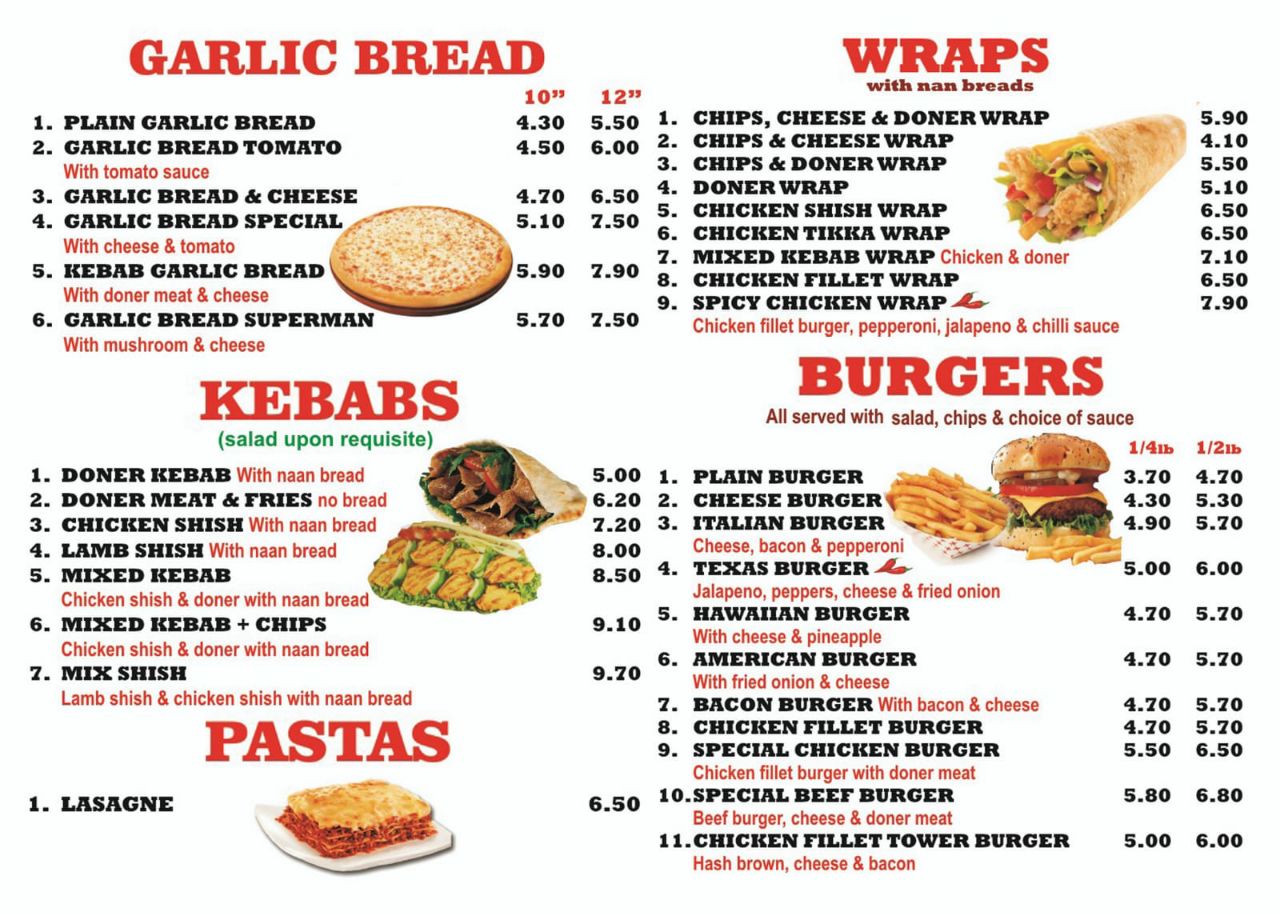 GARLIC BREAD
10” 12”
1. PLAIN GARLIC BREAD 4.30 5.50
2. GARLIC BREAD TOMATO 4.50 6.00
With tomato sauce
3. GARLIC BREAD & CHEESE 4.70 6.50
4. GARLIC BREAD SPECIAL 5.10 7.50
With cheese & tomato
5. KEBAB GARLIC BREAD 5.90 7.90
With doner meat & cheese
6. GARLIC BREAD SUPERMAN 5.70 7.50
With mushroom & cheese
KEBABS
(salad upon requisite)
1. DONER KEBAB With naan bread 5.00
2. DONER MEAT & FRIES no bread 6.20
3. CHICKEN SHISH With naan bread 7.20
4. LAMB SHISH With naan bread 8.00
5. MIXED KEBAB 8.50
Chicken shish & doner with naan bread
6. MIXED KEBAB + CHIPS 9.10
Chicken shish & doner with naan bread
7. MIX SHISH 9.70
Lamb shish & chicken shish with naan bread
PASTAS
1. LASAGNE 6.50
WRAPS
with nan breads
1. CHIPS, CHEESE & DONER WRAP 5.90
2. CHIPS & CHEESE WRAP 4.10
3. CHIPS & DONER WRAP 5.50
4. DONER WRAP 5.10
5. CHICKEN SHISH WRAP 6.50
6. CHICKEN TIKKA WRAP 6.50
7. MIXED KEBAB WRAP Chicken & doner 7.10
8. CHICKEN FILLET WRAP 6.50
9. SPICY CHICKEN WRAP 7.90
Chicken fillet burger, pepperoni, jalapeno & chilli sauce
BURGERS
All served with salad, chips & choice of sauce
1/4lb 1/2lb
1. PLAIN BURGER 3.70 4.70
2. CHEESE BURGER 4.30 5.30
3. ITALIAN BURGER 4.90 5.70
Cheese, bacon & pepperoni
4. TEXAS BURGER 5.00 6.00
Jalapeno, peppers, cheese & fried onion
5. HAWAIIAN BURGER 4.70 5.70
With cheese & pineapple
6. AMERICAN BURGER 4.70 5.70
With fried onion & cheese
7. BACON BURGER With bacon & cheese 4.70 5.70
8. CHICKEN FILLET BURGER 4.70 5.70
9. SPECIAL CHICKEN BURGER 5.50 6.50
Chicken fillet burger with doner meat
10. SPECIAL BEEF BURGER 5.80 6.80
Beef burger, cheese & doner meat
11. CHICKEN FILLET TOWER BURGER 5.00 6.00
Hash brown, cheese & bacon